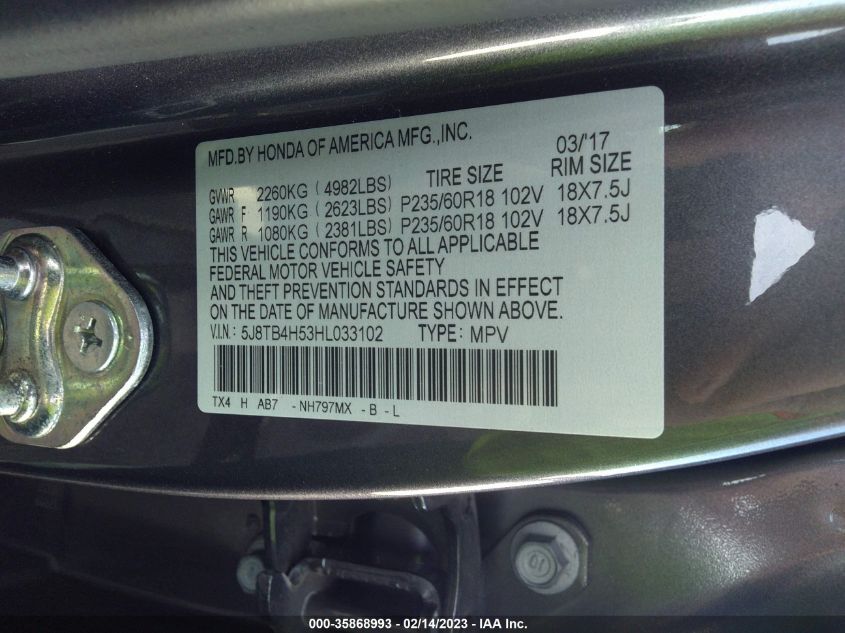 MFD.BY HONDA OF AMERICA MFG.,INC. 03/'17
TIRE SIZE RIM SIZE
GVWR 2260KG ( 4982LBS)
GAWR F 1190KG ( 2623LBS) P235/60R18 102V 18X7.5J
GAWR R 1080KG ( 2381LBS) P235/60R18 102V 18X7.5J
THIS VEHICLE CONFORMS TO ALL APPLICABLE
FEDERAL MOTOR VEHICLE SAFETY
AND THEFT PREVENTION STANDARDS IN EFFECT
ON THE DATE OF MANUFACTURE SHOWN ABOVE.
V.I.N.: 5J8TB4H53HL033102 TYPE: MPV
TX4 H AB7 -NH797MX -B -L
000-35868993 — 02/14/2023 — IAA Inc.